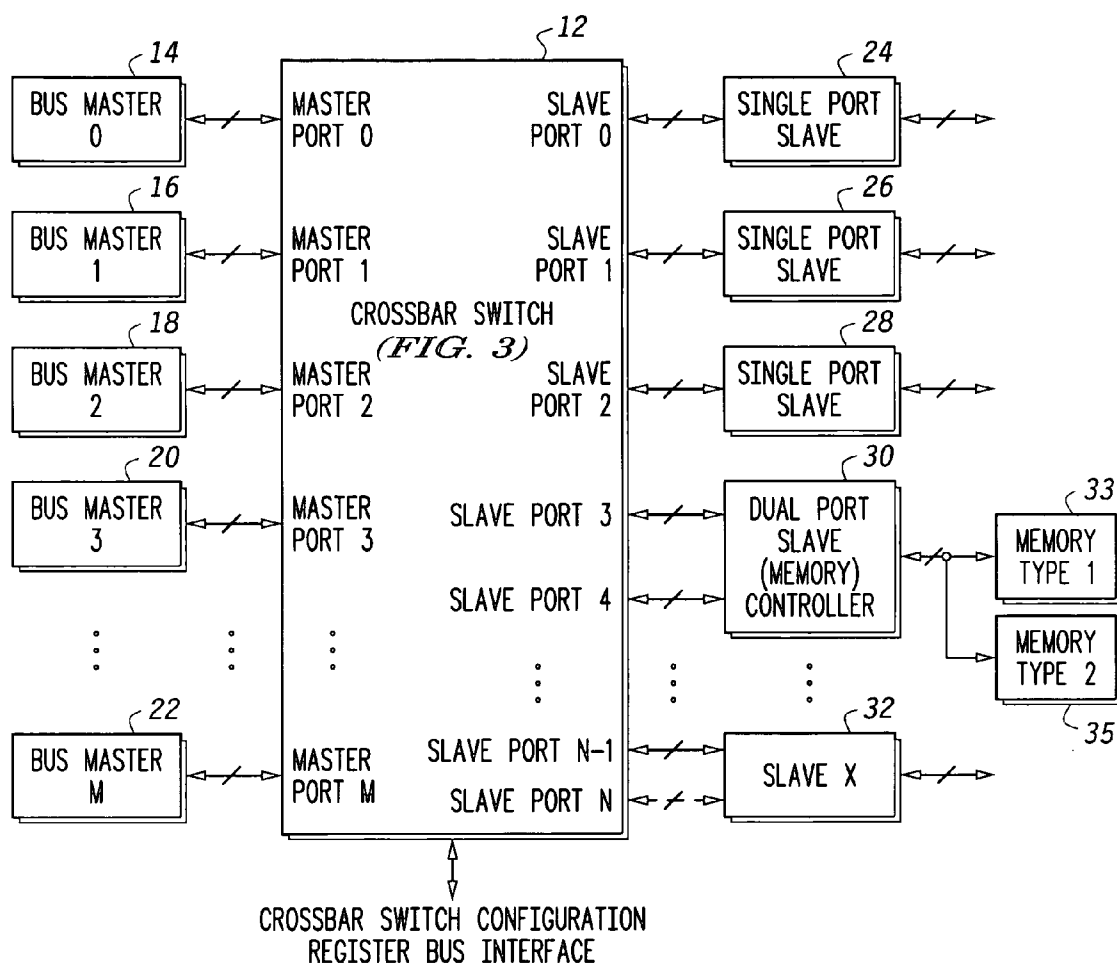 12
14
BUS MASTER
0
16
BUS MASTER
1
18
BUS MASTER
2
20
BUS MASTER
3
22
BUS MASTER
M
MASTER
PORT 0
MASTER
PORT 1
CROSSBAR SWITCH
(FIG. 3)
MASTER
PORT 2
MASTER
PORT 3
MASTER
PORT M
SLAVE
PORT 0
SLAVE
PORT 1
SLAVE
PORT 2
SLAVE PORT 3
SLAVE PORT 4
SLAVE PORT N-1
SLAVE PORT N
24
SINGLE PORT
SLAVE
26
SINGLE PORT
SLAVE
28
SINGLE PORT
SLAVE
30
DUAL PORT
SLAVE
(MEMORY)
CONTROLLER
32
SLAVE X
33
MEMORY
TYPE 1
MEMORY
TYPE 2
35
CROSSBAR SWITCH CONFIGURATION
REGISTER BUS INTERFACE